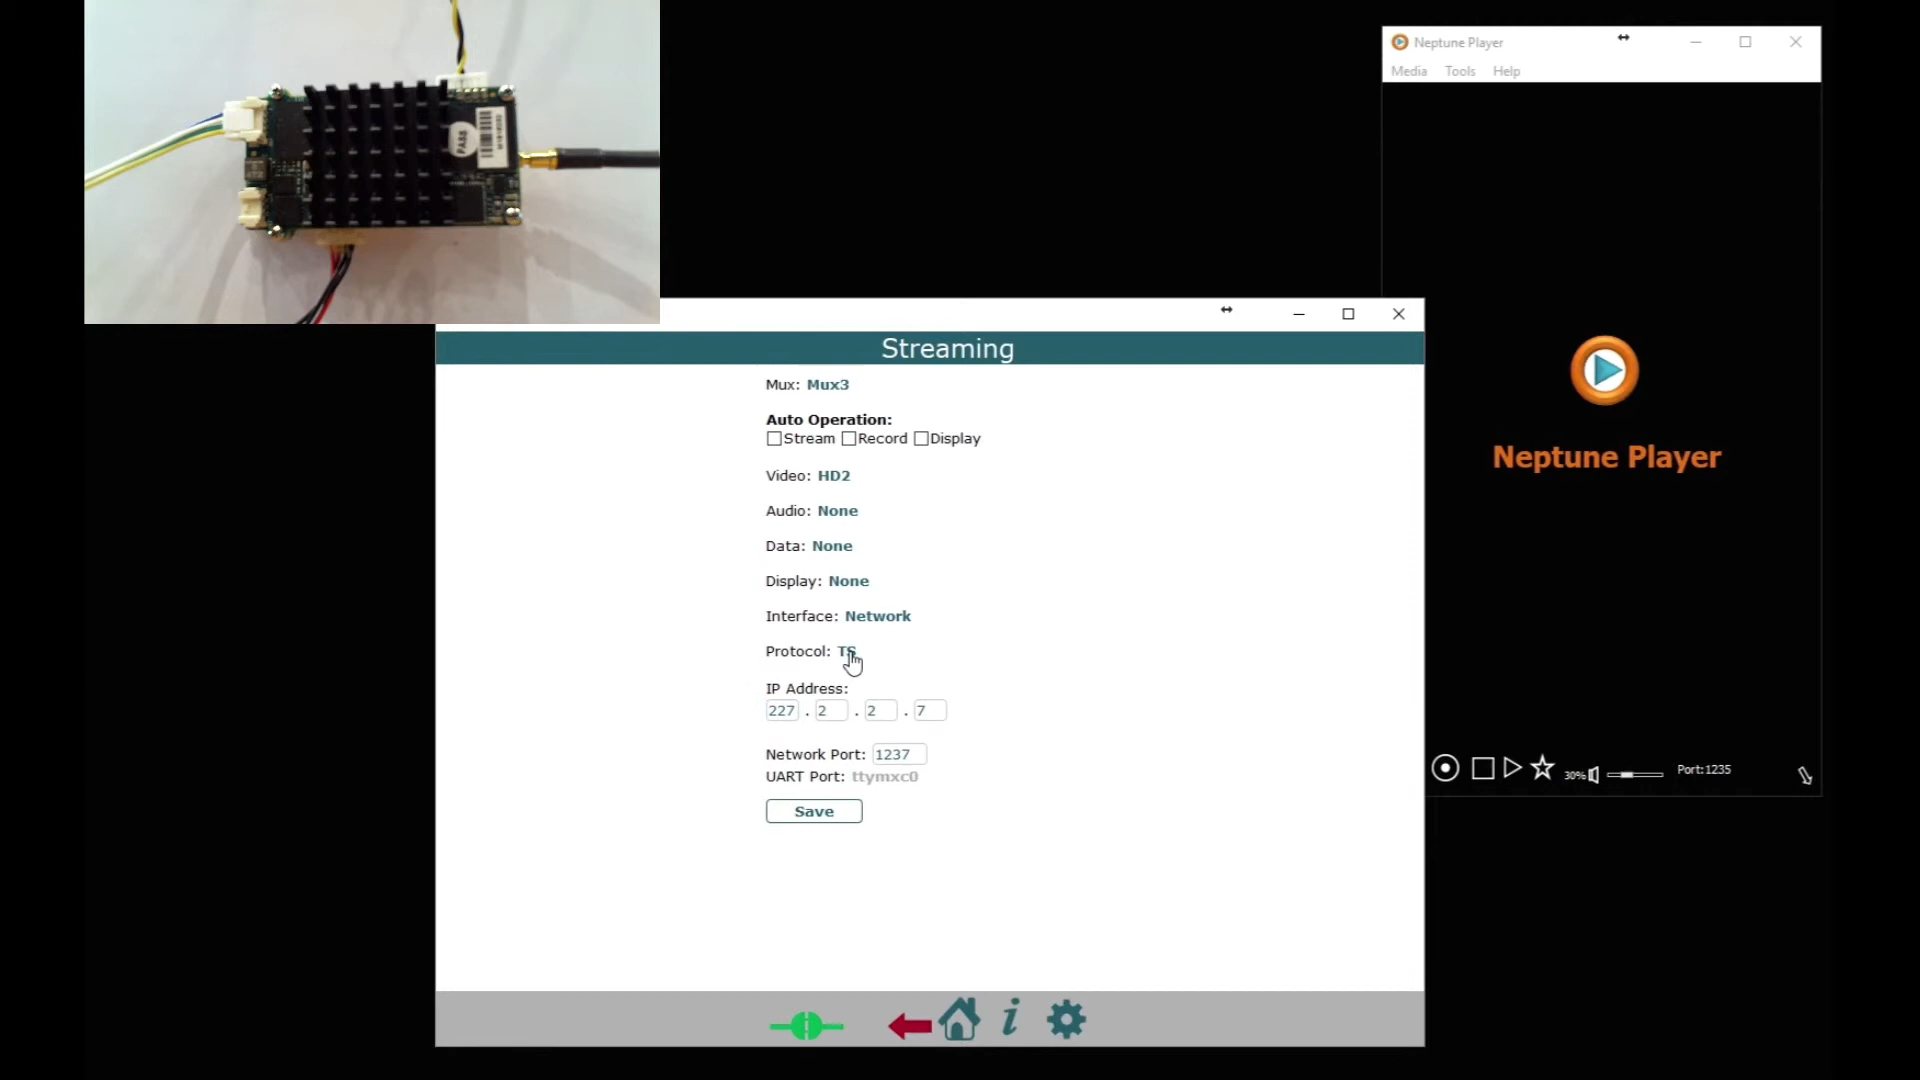 PASS
Neptune Player
Media Tools Help
Streaming
Mux: Mux3
Auto Operation:
Stream Record Display
Video: HD2
Audio: None
Data: None
Display: None
Interface: Network
Protocol: TS
IP Address:
227 . 2 . 2 . 7
Network Port: 1237
UART Port: ttymxc0
Save
Neptune Player
30% Port:1235